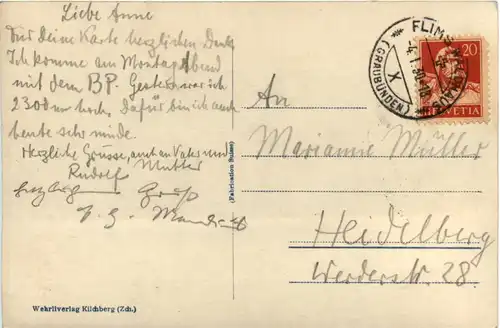 Liebe Anne
Für deine Karte herzlichen Dank
Ich komme am Montag Abend
mit dem B.P. Gestern war ich
2300 m hoch. Dafür bin ich auch
heute sehr müde.
Herzliche Grüsse, auch an Vater und
Mutter
Rudolf
Gruß
An
Marianne Müller
Heidelberg
Werderstr. 28.
FLIMS
(GRAUBÜNDEN)
X
20
HELVETIA
(Fabrication Suisse)
Wehrliverlag Kilchberg (Zch.)